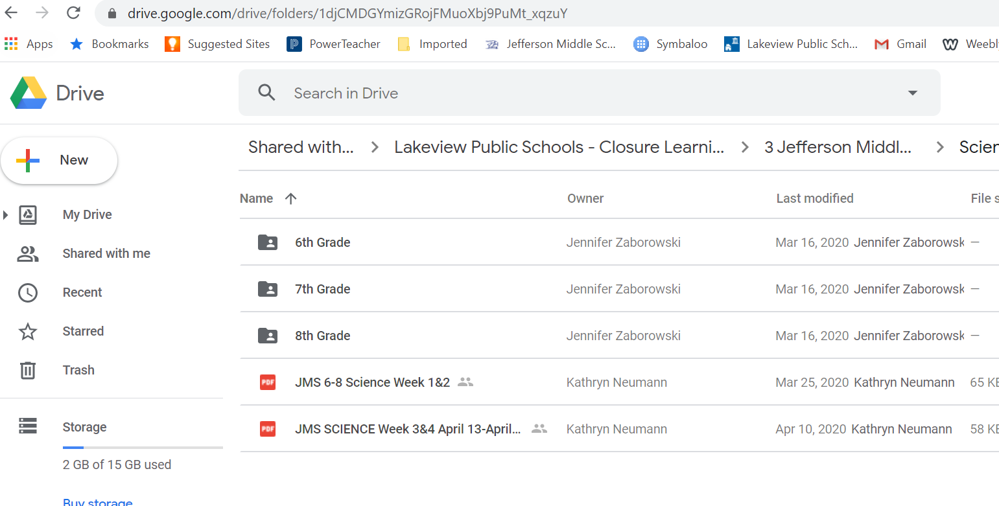 drive.google.com/drive/folders/1djCMDGYmizGRojFMuoXbj9PuMt_xqzuY
Apps Bookmarks Suggested Sites PowerTeacher Imported Jefferson Middle Sc... Symbaloo Lakeview Public Sch... Gmail Weebly
Drive Search in Drive
New
Shared with... > Lakeview Public Schools - Closure Learni... > 3 Jefferson Middl... > Scien
Name Owner Last modified File s
My Drive
Shared with me
Recent
Starred
Trash
Storage
2 GB of 15 GB used
Buy storage
6th Grade Jennifer Zaborowski Mar 16, 2020 Jennifer Zaborowsk —
7th Grade Jennifer Zaborowski Mar 16, 2020 Jennifer Zaborowsk —
8th Grade Jennifer Zaborowski Mar 16, 2020 Jennifer Zaborowsk —
PDF JMS 6-8 Science Week 1&2 Kathryn Neumann Mar 25, 2020 Kathryn Neumann 65 KB
PDF JMS SCIENCE Week 3&4 April 13-April... Kathryn Neumann Apr 10, 2020 Kathryn Neumann 58 KB